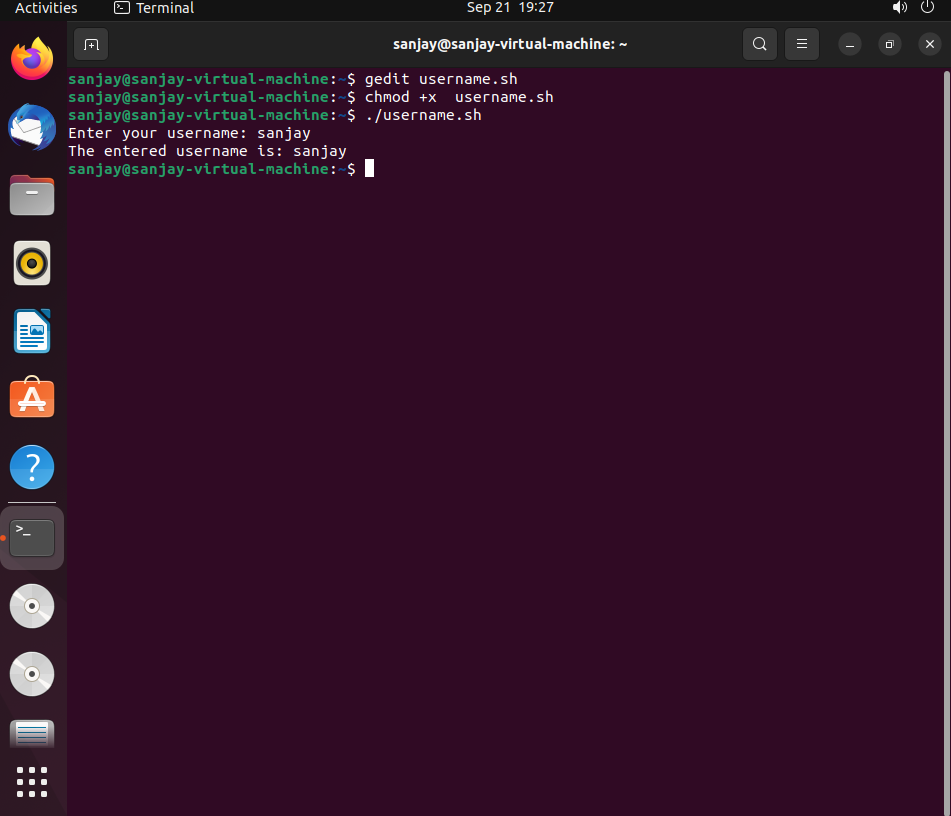 Activities Terminal Sep 21 19:27
sanjay@sanjay-virtual-machine: ~
sanjay@sanjay-virtual-machine:~$ gedit username.sh
sanjay@sanjay-virtual-machine:~$ chmod +x  username.sh
sanjay@sanjay-virtual-machine:~$ ./username.sh
Enter your username: sanjay
The entered username is: sanjay
sanjay@sanjay-virtual-machine:~$